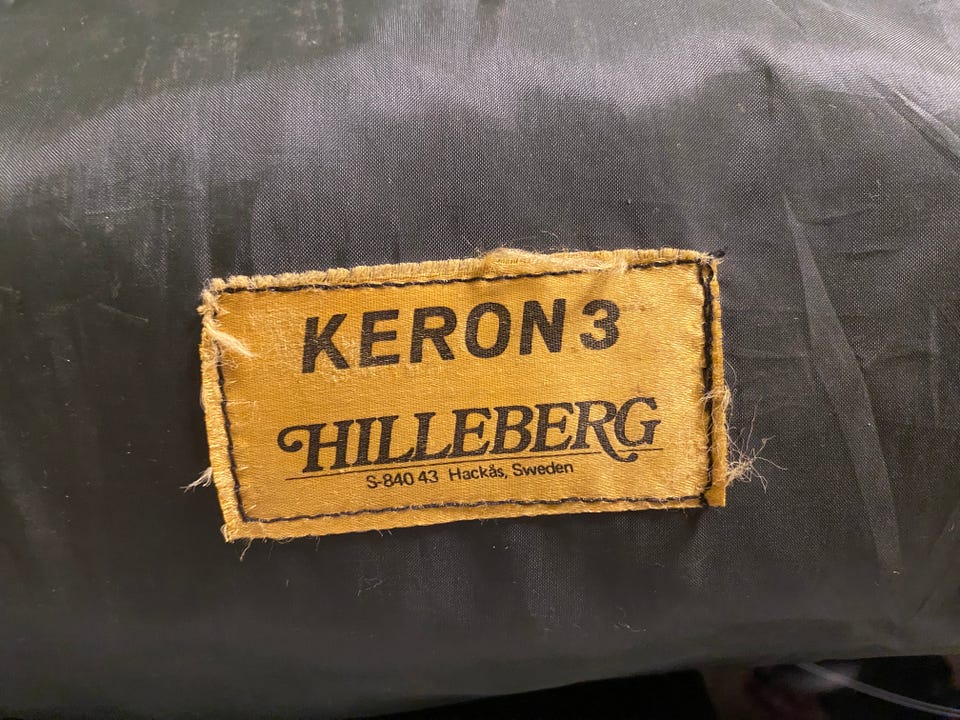 KERON 3
HILLEBERG
S-840 43 Hackås, Sweden